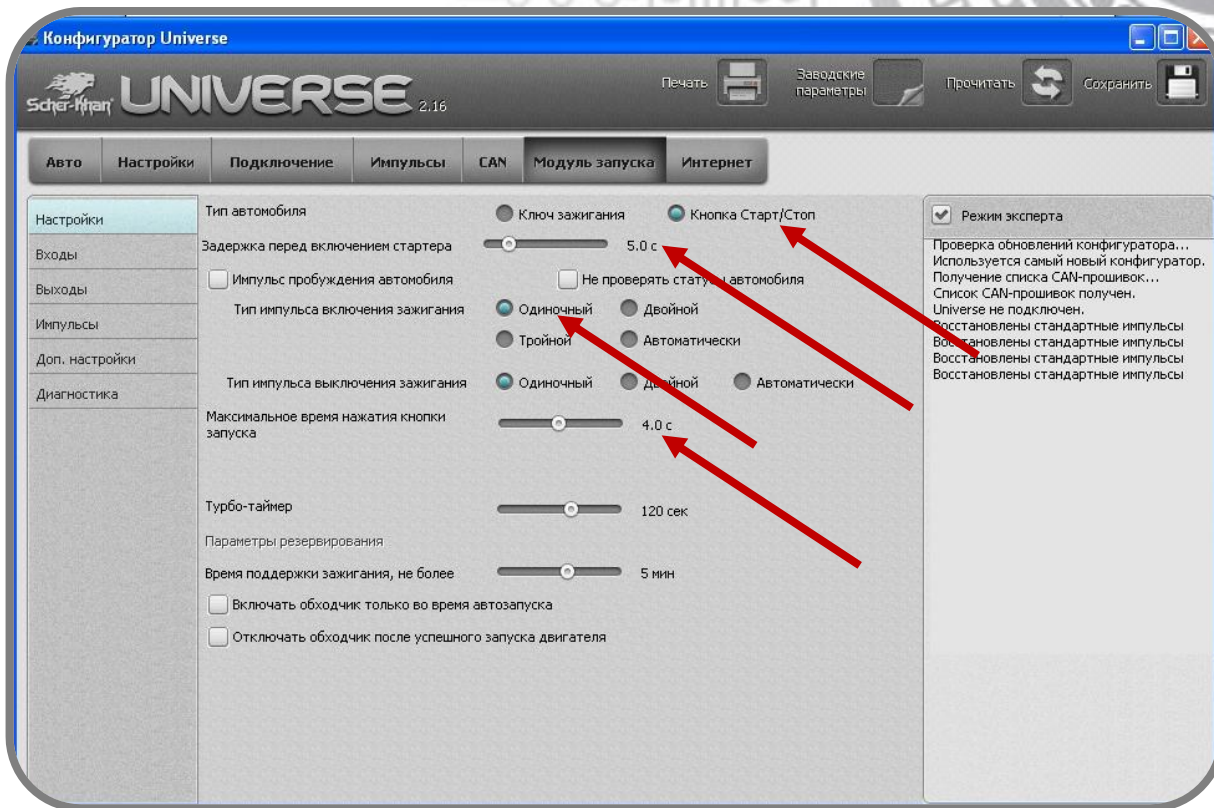 Конфигуратор Universe
Scher-Khan UNIVERSE 2.16
Печать
Заводские
параметры
Прочитать
Сохранить
Авто Настройки Подключение Импульсы CAN Модуль запуска Интернет
Настройки
Входы
Выходы
Импульсы
Доп. настройки
Диагностика
Тип автомобиля Ключ зажигания Кнопка Старт/Стоп
Задержка перед включением стартера 5.0 с
Импульс пробуждения автомобиля Не проверять статусы автомобиля
Тип импульса включения зажигания Одиночный Двойной
Тройной Автоматически
Тип импульса выключения зажигания Одиночный Двойной Автоматически
Максимальное время нажатия кнопки
запуска 4.0 с
Турбо-таймер 120 сек
Параметры резервирования
Время поддержки зажигания, не более 5 мин
Включать обходчик только во время автозапуска
Отключать обходчик после успешного запуска двигателя
Режим эксперта
Проверка обновлений конфигуратора...
Используется самый новый конфигуратор.
Получение списка CAN-прошивок...
Список CAN-прошивок получен.
Universe не подключен.
Восстановлены стандартные импульсы
Восстановлены стандартные импульсы
Восстановлены стандартные импульсы
Восстановлены стандартные импульсы